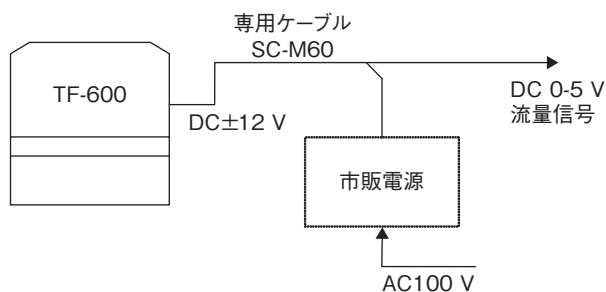 専用ケーブル
SC-M60
TF-600
DC±12 V
DC 0-5 V
流量信号
市販電源
AC100 V